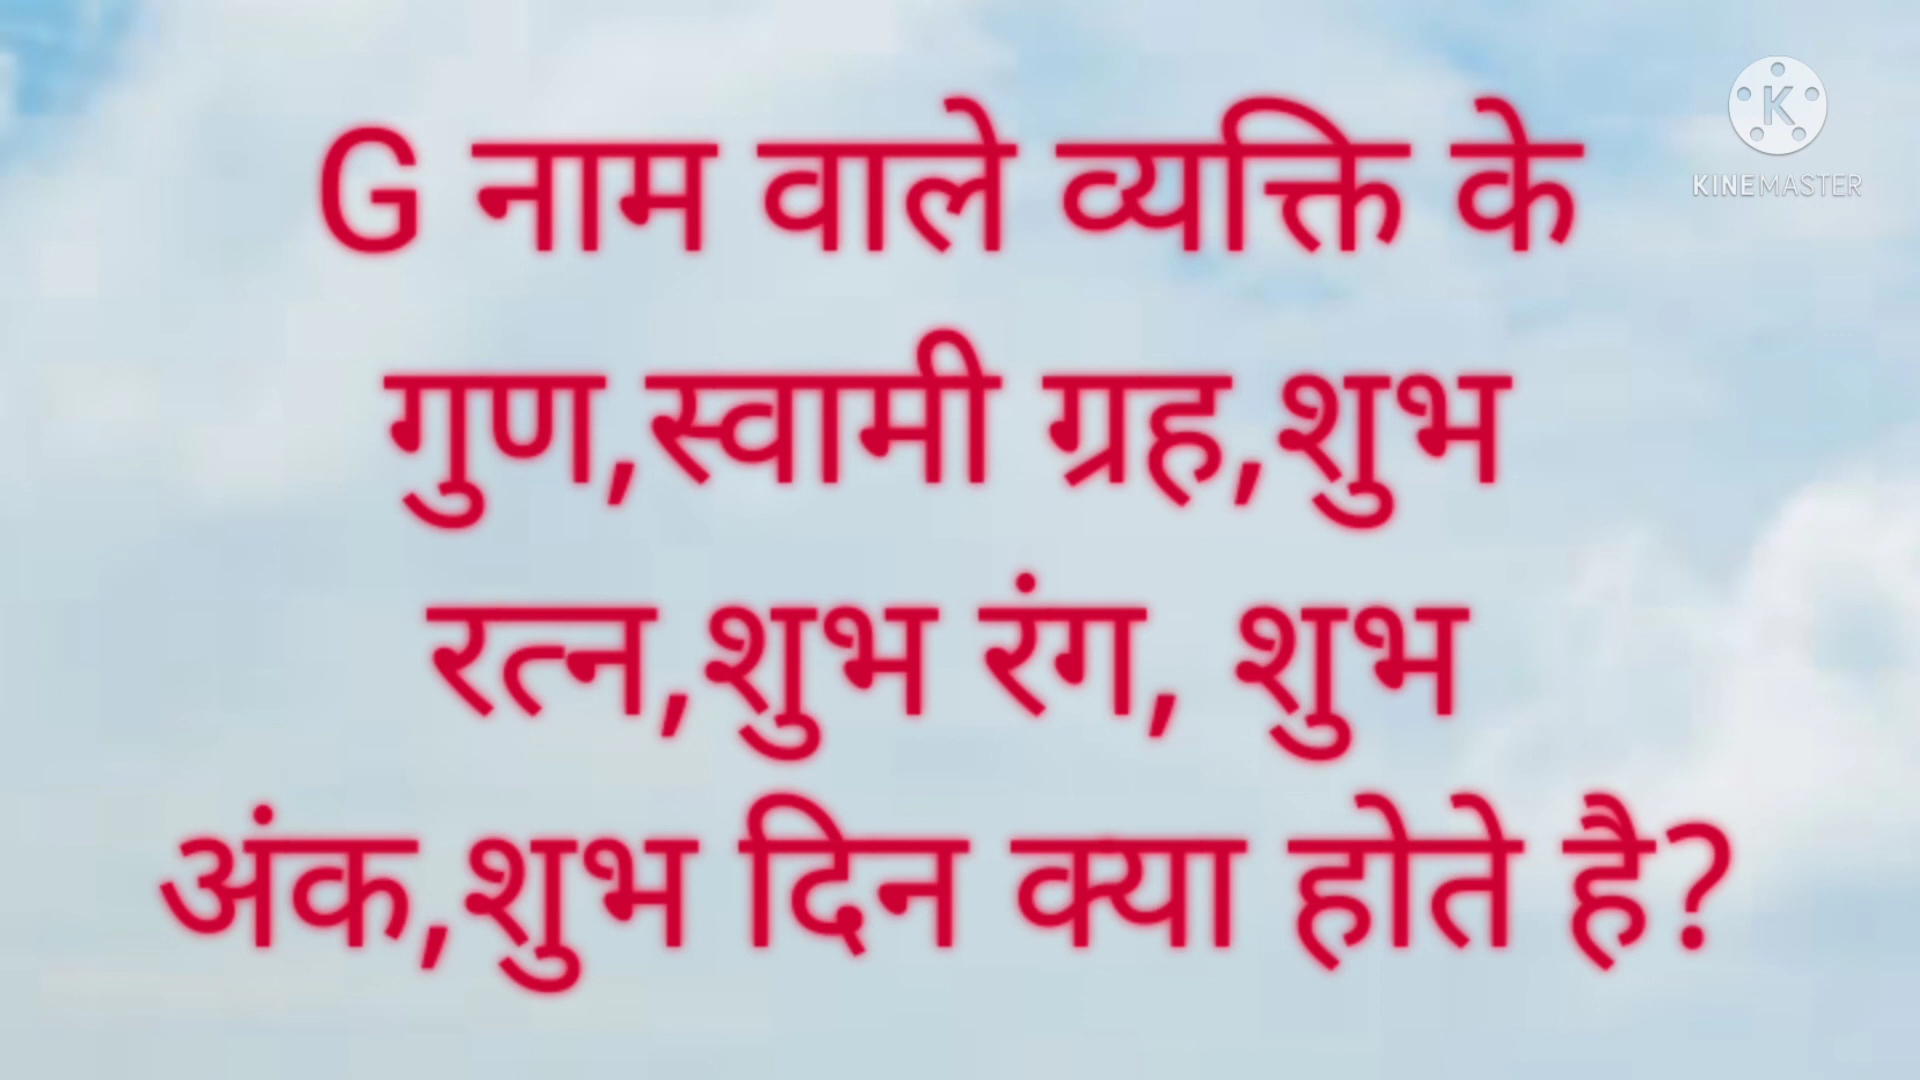 G नाम वाले व्यक्ति के
गुण,स्वामी ग्रह,शुभ
रत्न,शुभ रंग, शुभ
अंक,शुभ दिन क्या होते है?
K
KINEMASTER